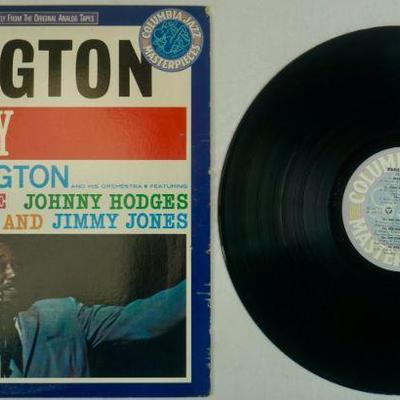 LY FROM THE ORIGINAL ANALOG TAPES
COLUMBIA JAZZ
MASTERPIECES
GTON
Y
GTON
AND HIS ORCHESTRA • FEATURING
E JOHNNY HODGES
AND JIMMY JONES
COLUMBIA
MASTER